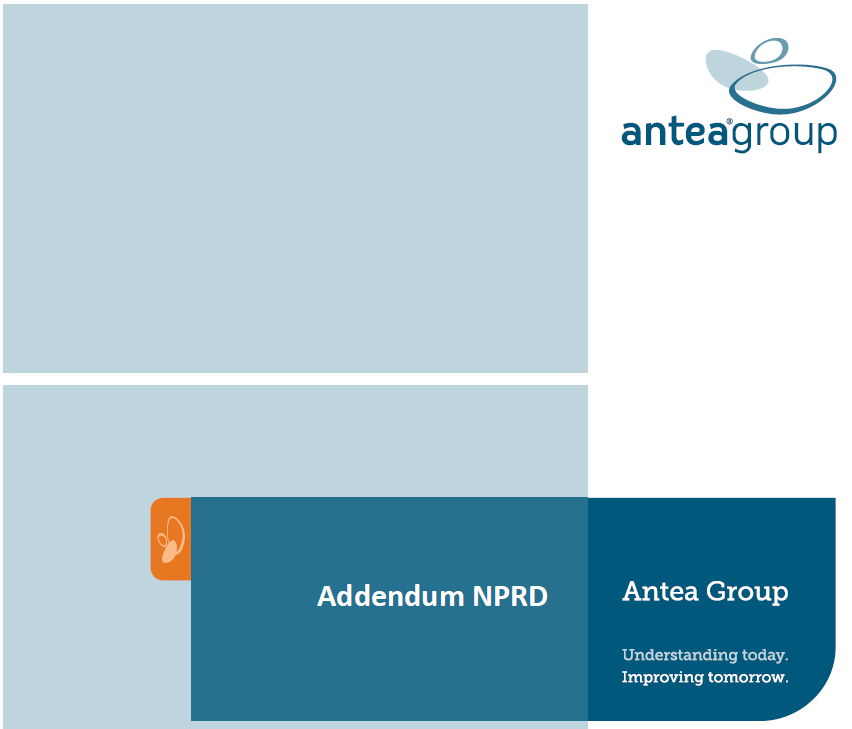 antea®group
Addendum NPRD
Antea Group
Understanding today.
Improving tomorrow.